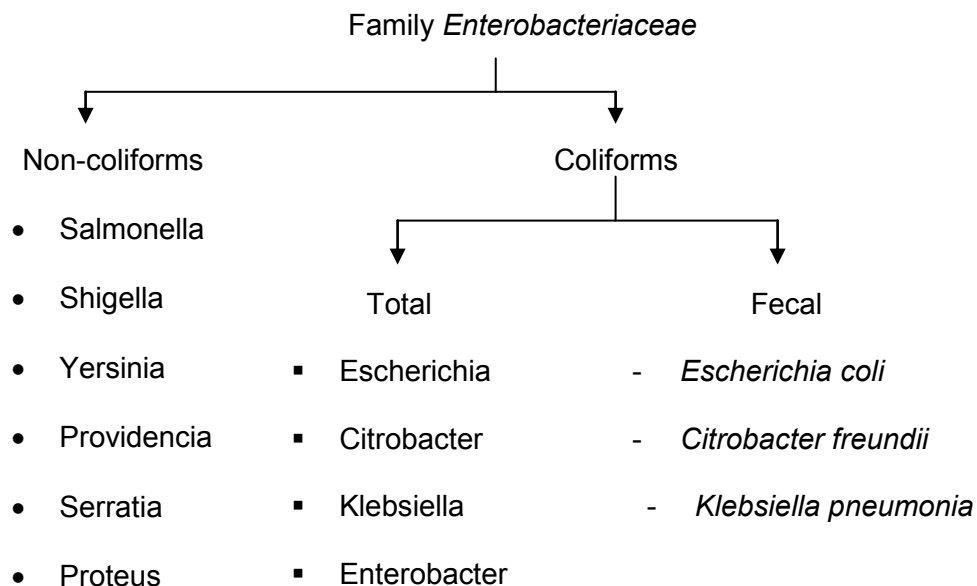 Family Enterobacteriaceae
Non-coliforms
Coliforms
• Salmonella
• Shigella
• Yersinia
• Providencia
• Serratia
• Proteus
Total
▪ Escherichia
▪ Citrobacter
▪ Klebsiella
▪ Enterobacter
Fecal
- Escherichia coli
- Citrobacter freundii
- Klebsiella pneumonia